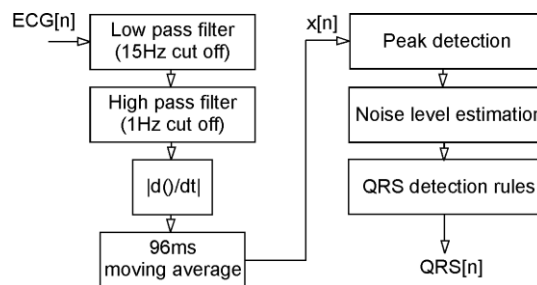 ECG[n]
Low pass filter
(15Hz cut off)
High pass filter
(1Hz cut off)
|d()/dt|
96ms
moving average
x[n]
Peak detection
Noise level estimation
QRS detection rules
QRS[n]